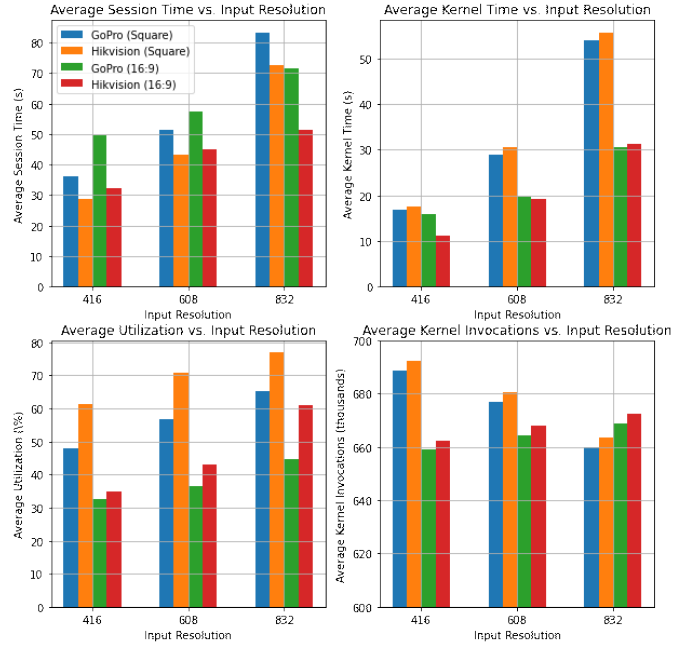 Average Session Time vs. Input Resolution
Average Session Time (s)
80
70
60
50
40
30
20
10
0
GoPro (Square)
Hikvision (Square)
GoPro (16:9)
Hikvision (16:9)
416
608
832
Input Resolution
Average Kernel Time vs. Input Resolution
Average Kernel Time (s)
50
40
30
20
10
0
416
608
832
Input Resolution
Average Utilization vs. Input Resolution
Average Utilization (\%)
80
70
60
50
40
30
20
10
0
416
608
832
Input Resolution
Average Kernel Invocations vs. Input Resolution
Average Kernel Invocations (thousands)
700
680
660
640
620
600
416
608
832
Input Resolution